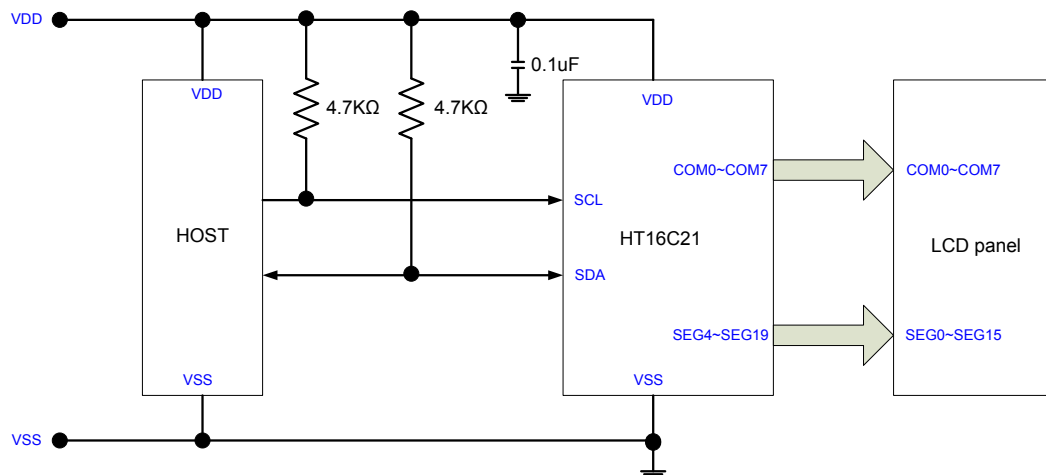 VDD
0.1uF
VDD
4.7KΩ
4.7KΩ
VDD
COM0~COM7
COM0~COM7
SCL
HOST
HT16C21
LCD panel
SDA
SEG4~SEG19
SEG0~SEG15
VSS
VSS
VSS